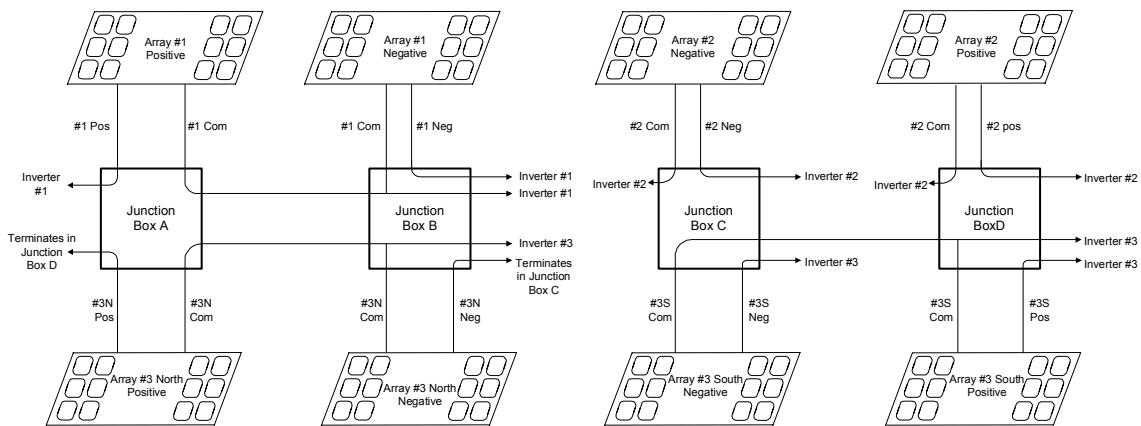 Array #1
Positive
Array #1
Negative
Array #2
Negative
Array #2
Positive
#1 Pos
#1 Com
#1 Com
#1 Neg
#2 Com
#2 Neg
#2 Com
#2 pos
Inverter
#1
Inverter #1
Inverter #1
Inverter #2
Inverter #2
Inverter #2
Inverter #2
Junction
Box A
Junction
Box B
Junction
Box C
Junction
BoxD
Terminates in
Junction
Box D
Inverter #3
Terminates
in Junction
Box C
Inverter #3
Inverter #3
Inverter #3
#3N
Pos
#3N
Com
#3N
Com
#3N
Neg
#3S
Com
#3S
Neg
#3S
Com
#3S
Pos
Array #3 North
Positive
Array #3 North
Negative
Array #3 South
Negative
Array #3 South
Positive